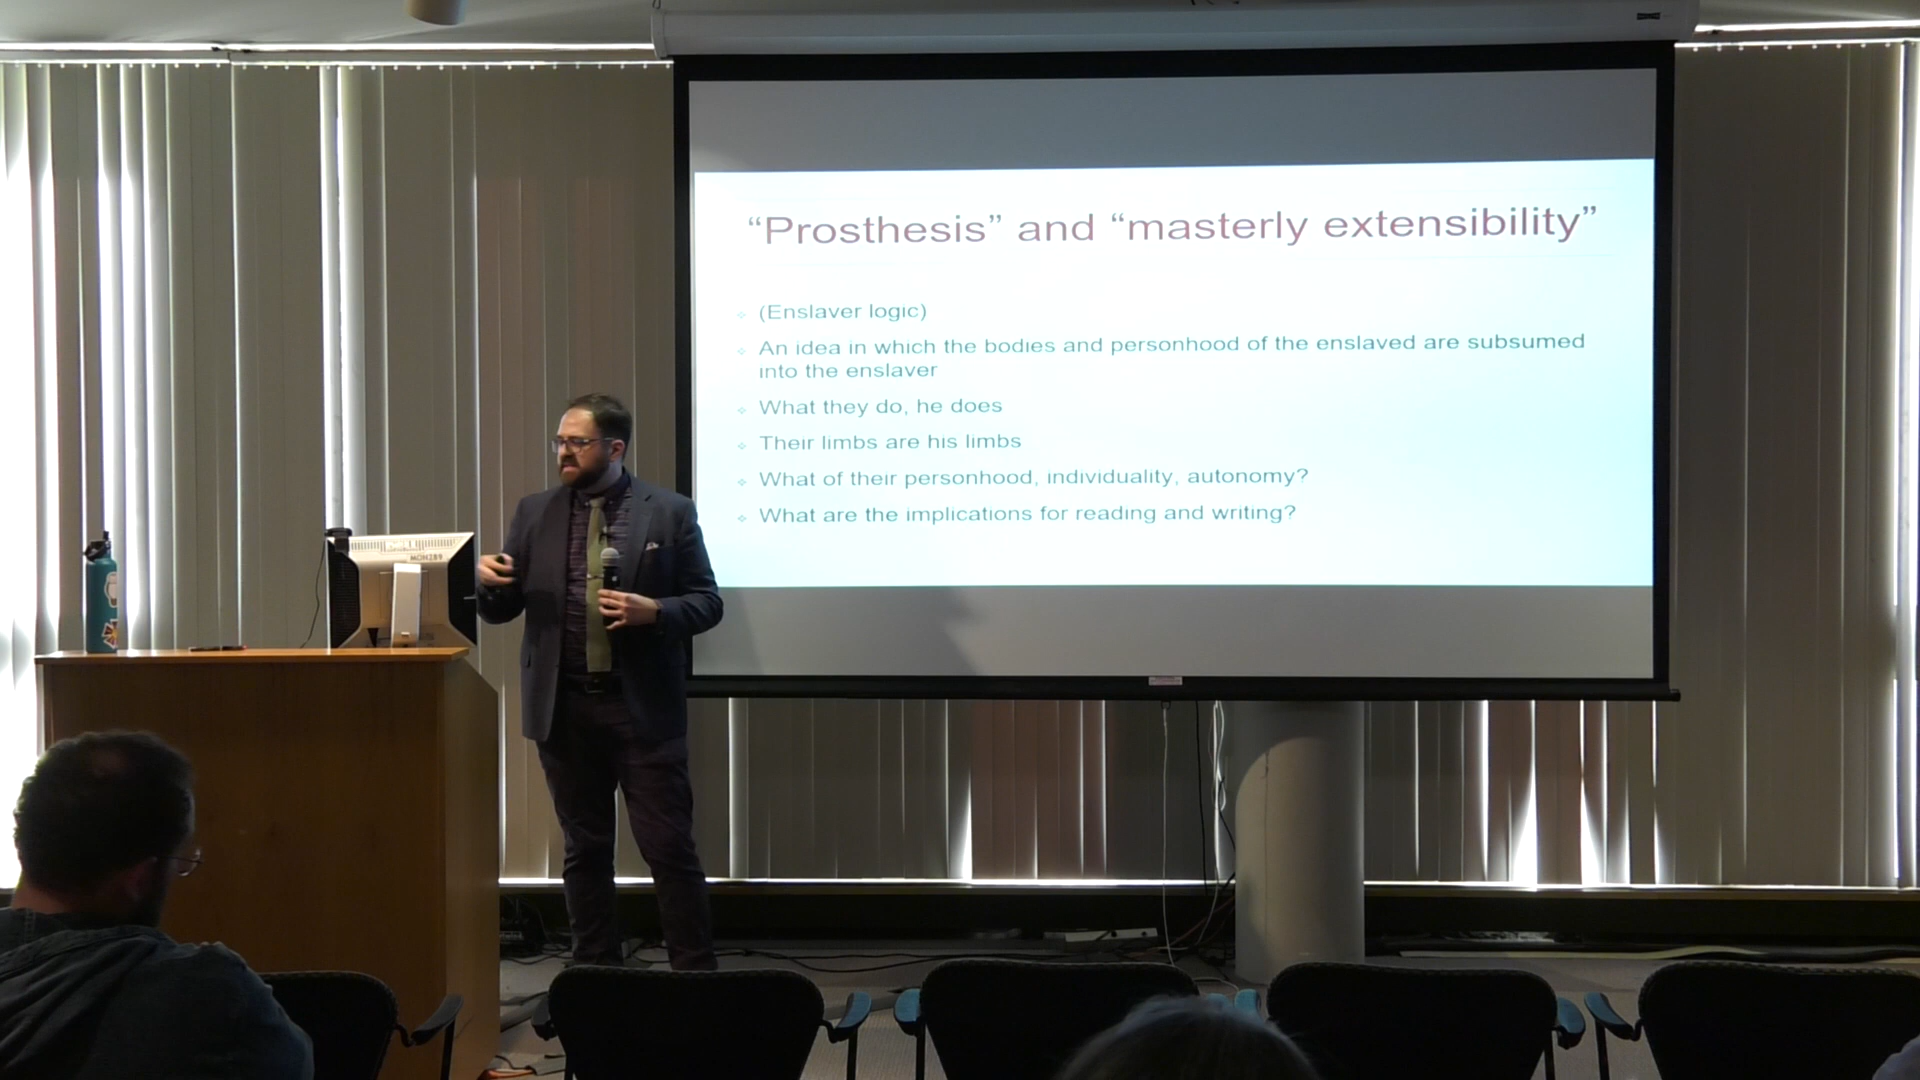 “Prosthesis” and “masterly extensibility”
(Enslaver logic)
An idea in which the bodies and personhood of the enslaved are subsumed
into the enslaver
What they do, he does
Their limbs are his limbs
What of their personhood, individuality, autonomy?
What are the implications for reading and writing?